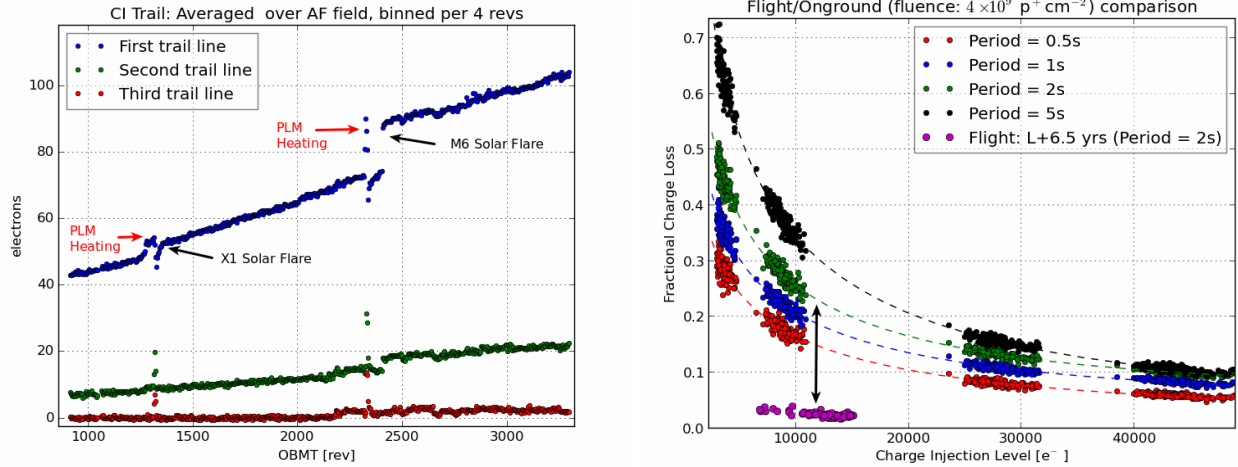 CI Trail: Averaged over AF field, binned per 4 revs
First trail line
Second trail line
Third trail line
PLM
Heating
M6 Solar Flare
PLM
Heating
X1 Solar Flare
electrons
100
80
60
40
20
0
1000
1500
2000
2500
3000
OBMT [rev]
Flight/Onground (fluence: 4 ×10⁹ p⁺ cm⁻²) comparison
Period = 0.5s
Period = 1s
Period = 2s
Period = 5s
Flight: L+6.5 yrs (Period = 2s)
Fractional Charge Loss
0.7
0.6
0.5
0.4
0.3
0.2
0.1
0.0
10000
20000
30000
40000
Charge Injection Level [e⁻ ]